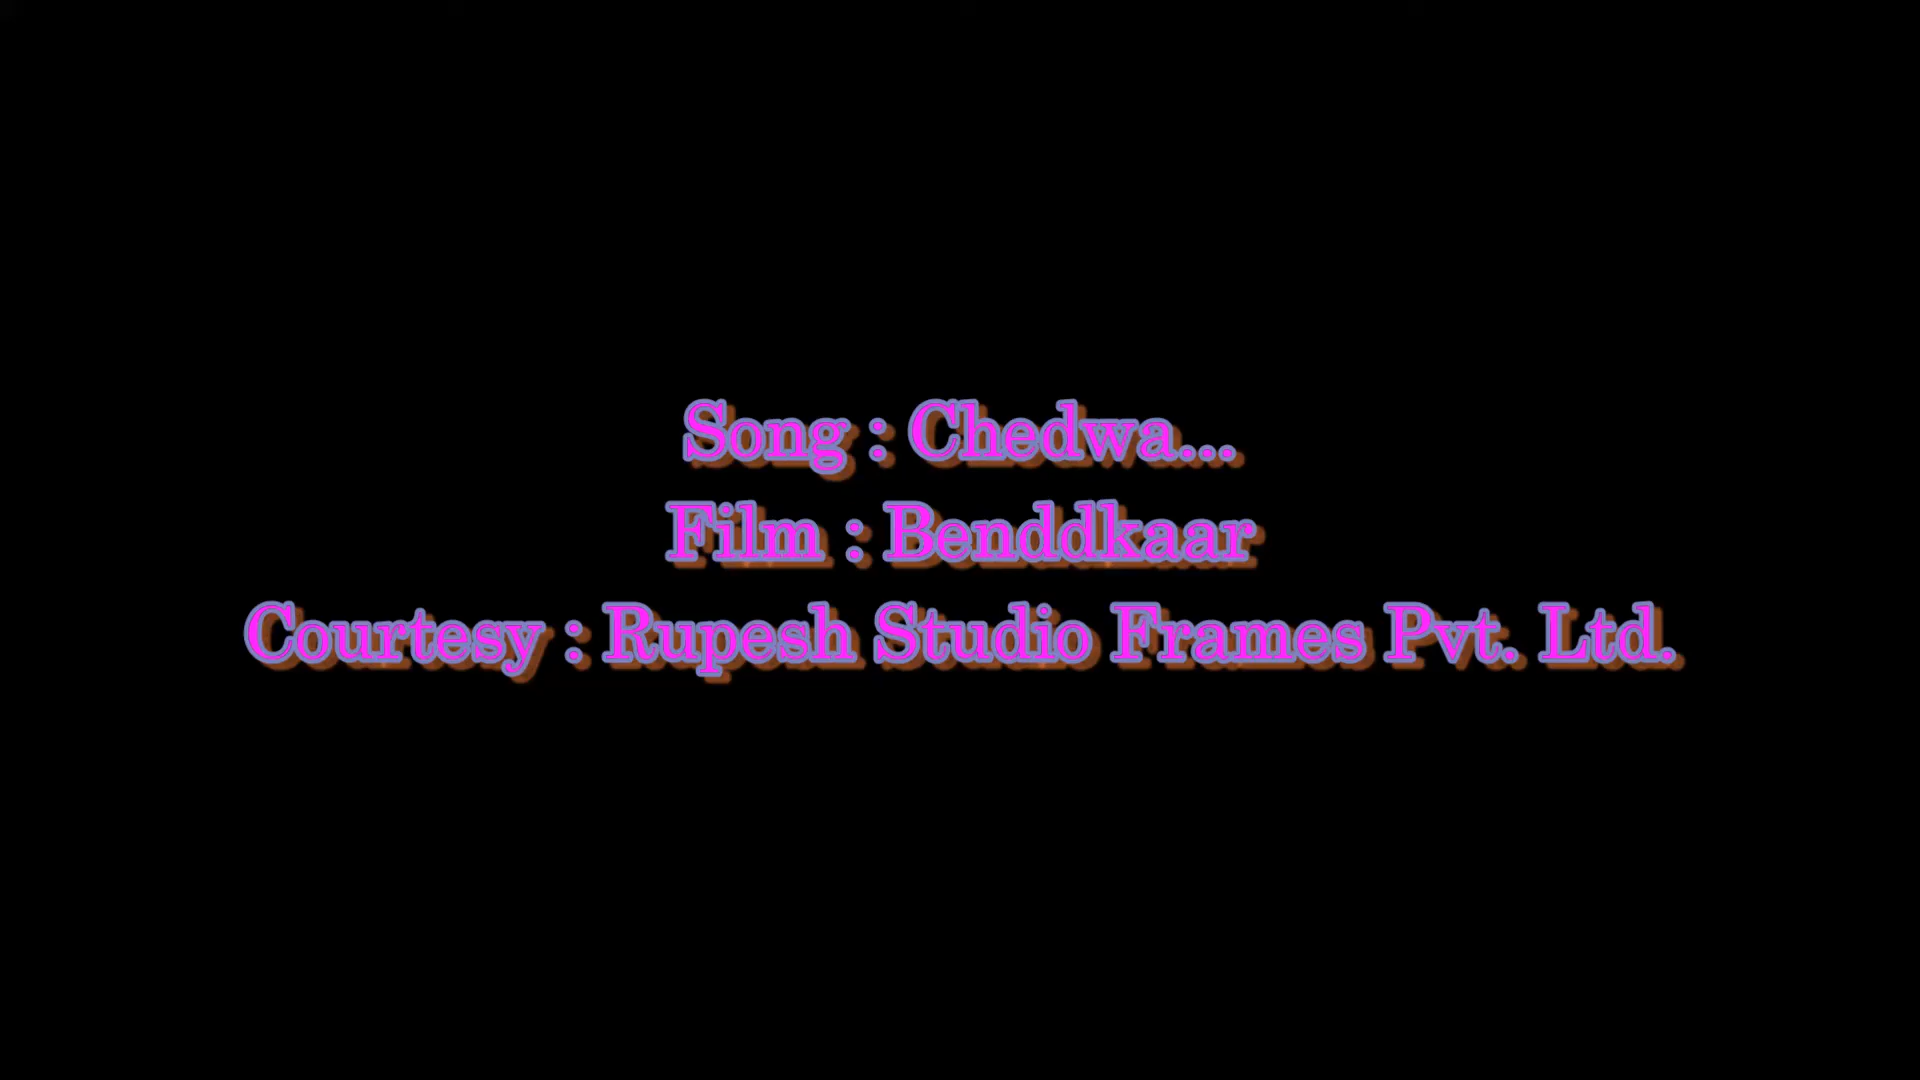 Song : Chedwa...
Film : Benddkaar
Courtesy : Rupesh Studio Frames Pvt. Ltd.